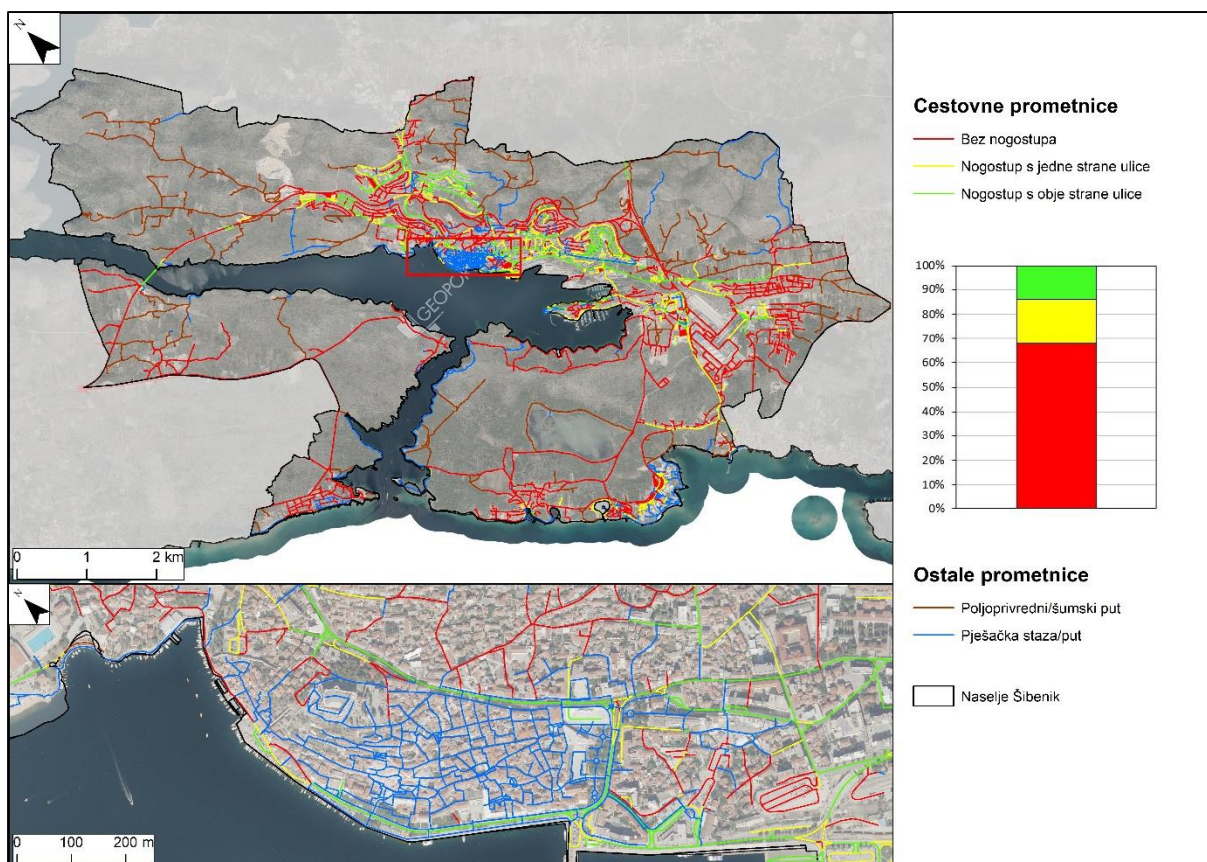 N
GEOPO
0 1 2 km
N
0 100 200 m
Cestovne prometnice
Bez nogostupa
Nogostup s jedne strane ulice
Nogostup s obje strane ulice
100%
90%
80%
70%
60%
50%
40%
30%
20%
10%
0%
Ostale prometnice
Poljoprivredni/šumski put
Pješačka staza/put
Naselje Šibenik